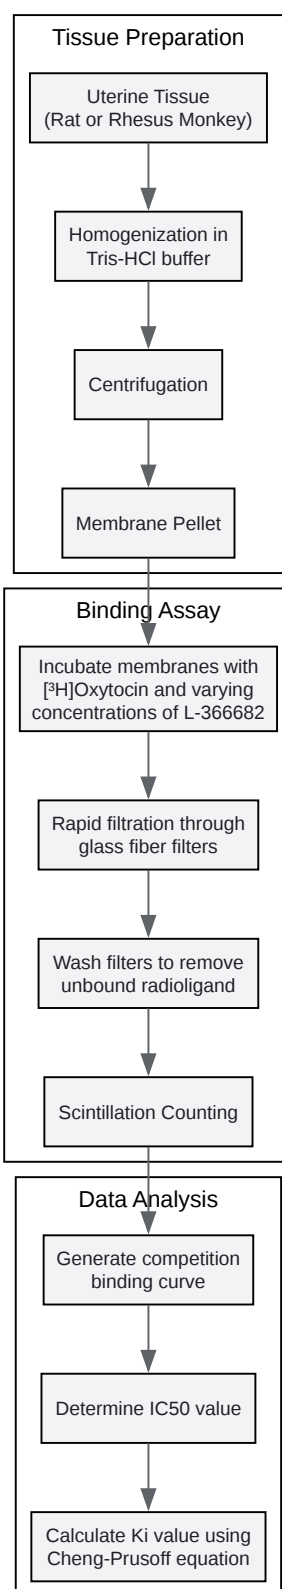 Tissue Preparation
Uterine Tissue
(Rat or Rhesus Monkey)
Homogenization in
Tris-HCl buffer
Centrifugation
Membrane Pellet
Binding Assay
Incubate membranes with
[³H]Oxytocin and varying
concentrations of L-366682
Rapid filtration through
glass fiber filters
Wash filters to remove
unbound radioligand
Scintillation Counting
Data Analysis
Generate competition
binding curve
Determine IC50 value
Calculate Ki value using
Cheng-Prusoff equation